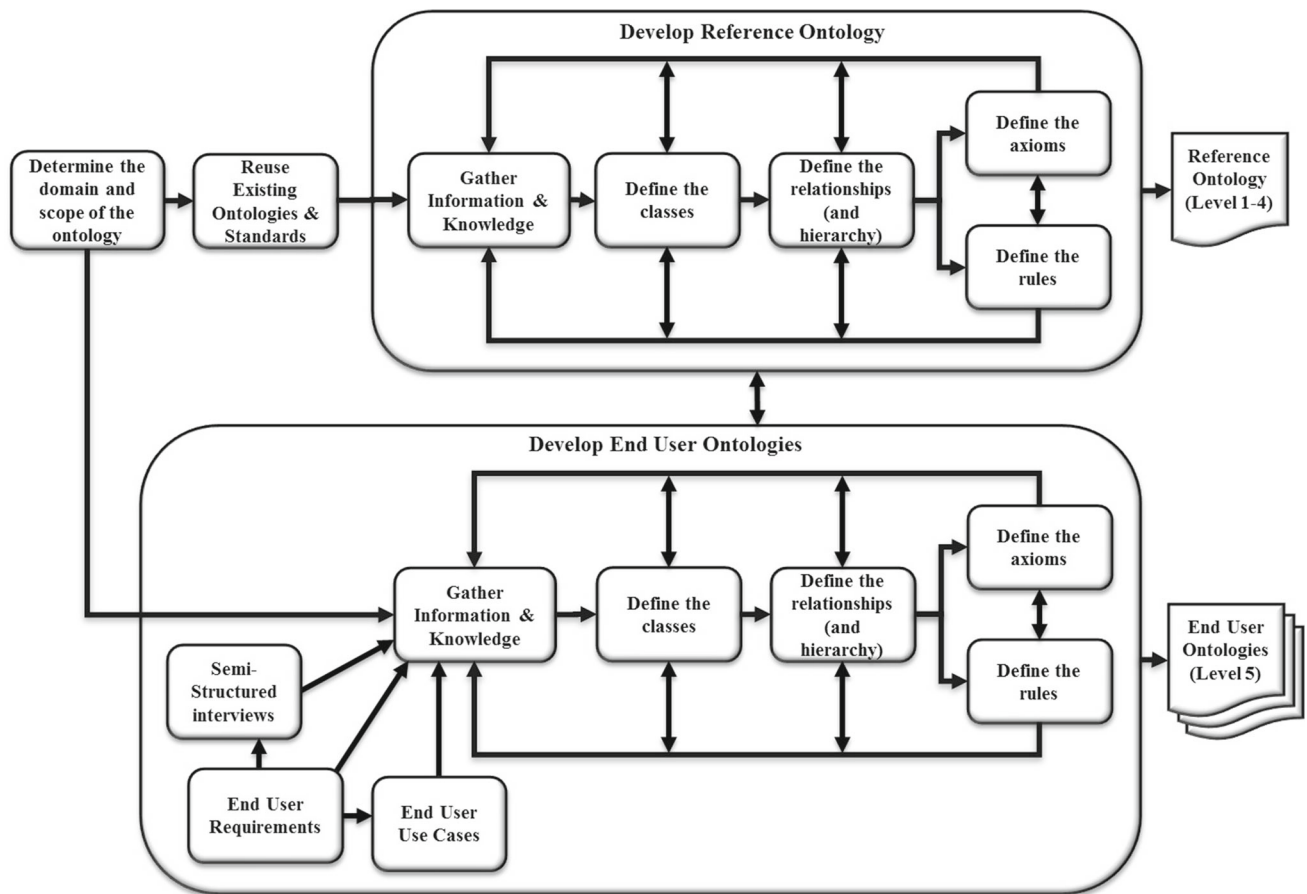 Develop Reference Ontology
Determine the
domain and
scope of the
ontology
Reuse
Existing
Ontologies &
Standards
Gather
Information &
Knowledge
Define the
classes
Define the
relationships
(and
hierarchy)
Define the
axioms
Define the
rules
Reference
Ontology
(Level 1-4)
Develop End User Ontologies
Gather
Information &
Knowledge
Define the
classes
Define the
relationships
(and
hierarchy)
Define the
axioms
Define the
rules
End User
Ontologies
(Level 5)
Semi-
Structured
interviews
End User
Requirements
End User
Use Cases